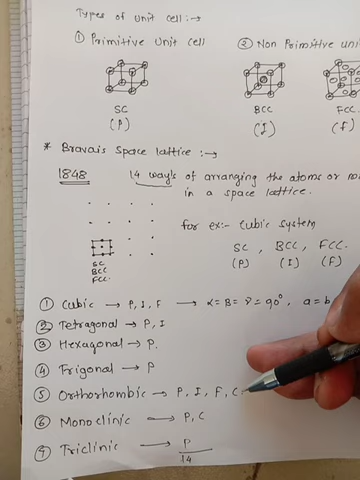 Types of Unit cell :→
① Primitive Unit Cell ② Non Primitive uni
SC BCC FCC
(P) (I) (F)
* Bravais Space lattice :→
1848 14 way's of arranging the atoms or
in a space lattice.
for ex:- Cubic System
SC , BCC , FCC.
(P) (I) (F)
SC
BCC
FCC
① Cubic → P, I, F → α = β = γ = 90°, a = b
② Tetragonal → P, I
③ Hexagonal → P.
④ Trigonal → P
⑤ Orthorhombic → P, I, F, C
⑥ Monoclinic → P, C
⑦ Triclinic → P
14